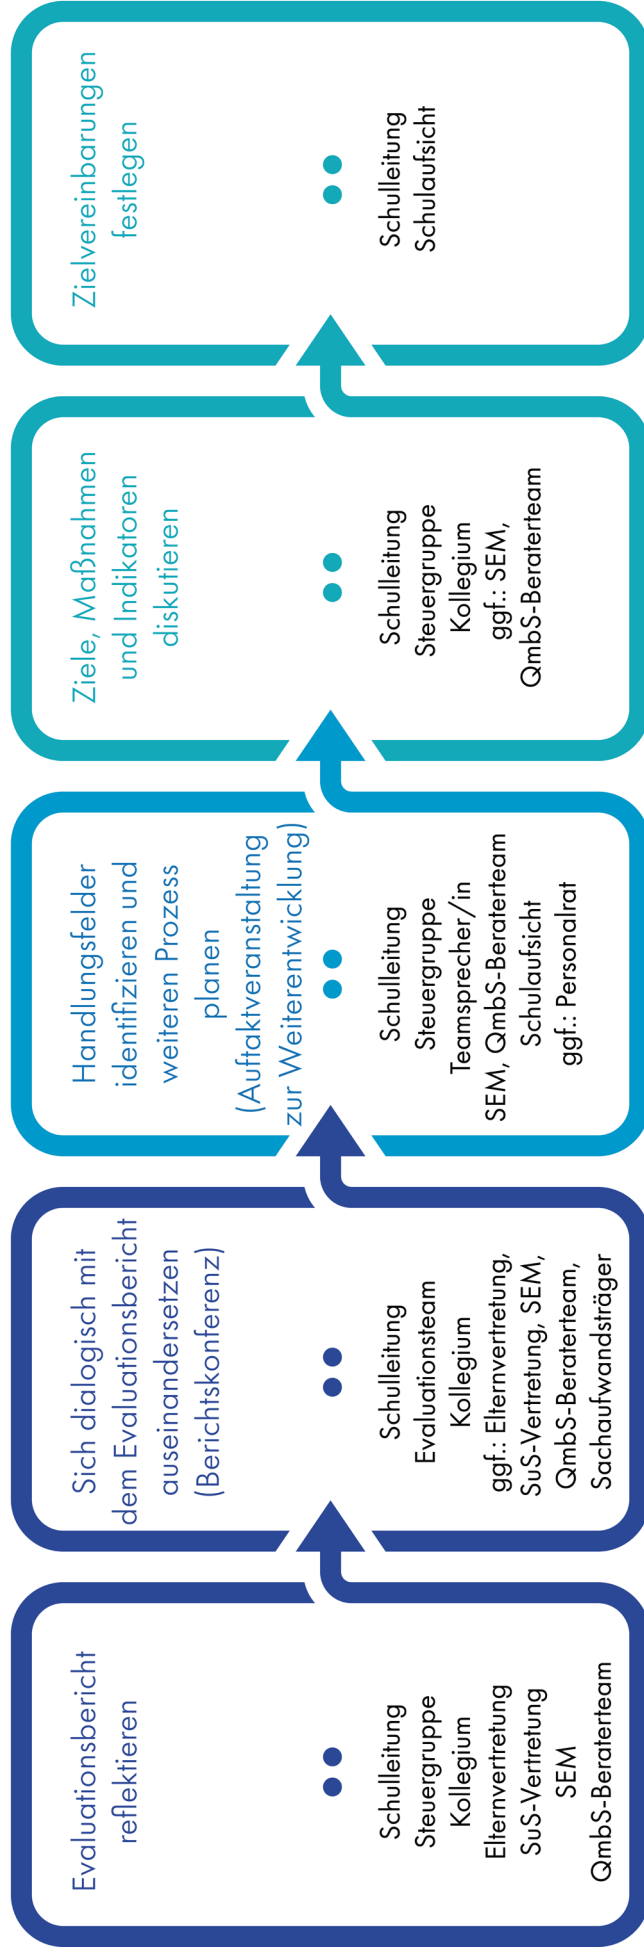 Evaluationsbericht
reflektieren
Schulleitung
Steuergruppe
Kollegium
Elternvertretung
SuS-Vertretung
SEM
QmbS-Beraterteam
Sich dialogisch mit
dem Evaluationsbericht
auseinandersetzen
(Berichtskonferenz)
Schulleitung
Evaluationsteam
Kollegium
ggf.: Elternvertretung,
SuS-Vertretung, SEM,
QmbS-Beraterteam,
Sachaufwandsträger
Handlungsfelder
identifizieren und
weiteren Prozess
planen
(Auftaktveranstaltung
zur Weiterentwicklung)
Schulleitung
Steuergruppe
Teamsprecher/in
SEM, QmbS-Beraterteam
Schulaufsicht
ggf.: Personalrat
Ziele, Maßnahmen
und Indikatoren
diskutieren
Schulleitung
Steuergruppe
Kollegium
ggf.: SEM,
QmbS-Beraterteam
Zielvereinbarungen
festlegen
Schulleitung
Schulaufsicht